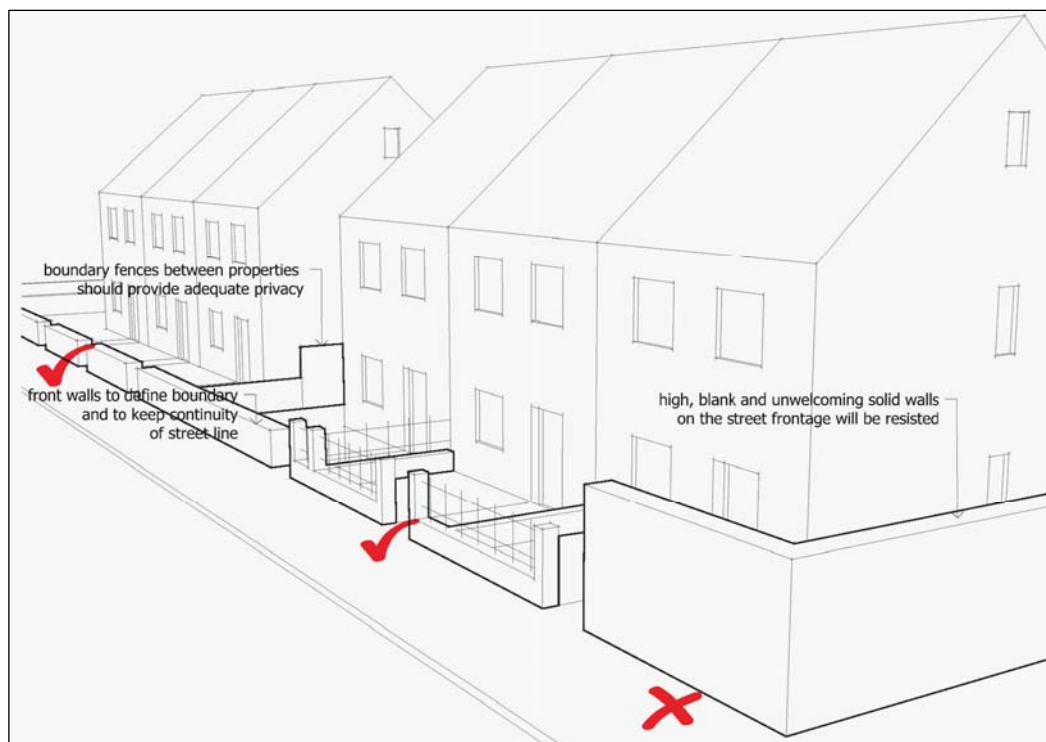 boundary fences between properties
should provide adequate privacy
front walls to define boundary
and to keep continuity
of street line
high, blank and unwelcoming solid walls
on the street frontage will be resisted